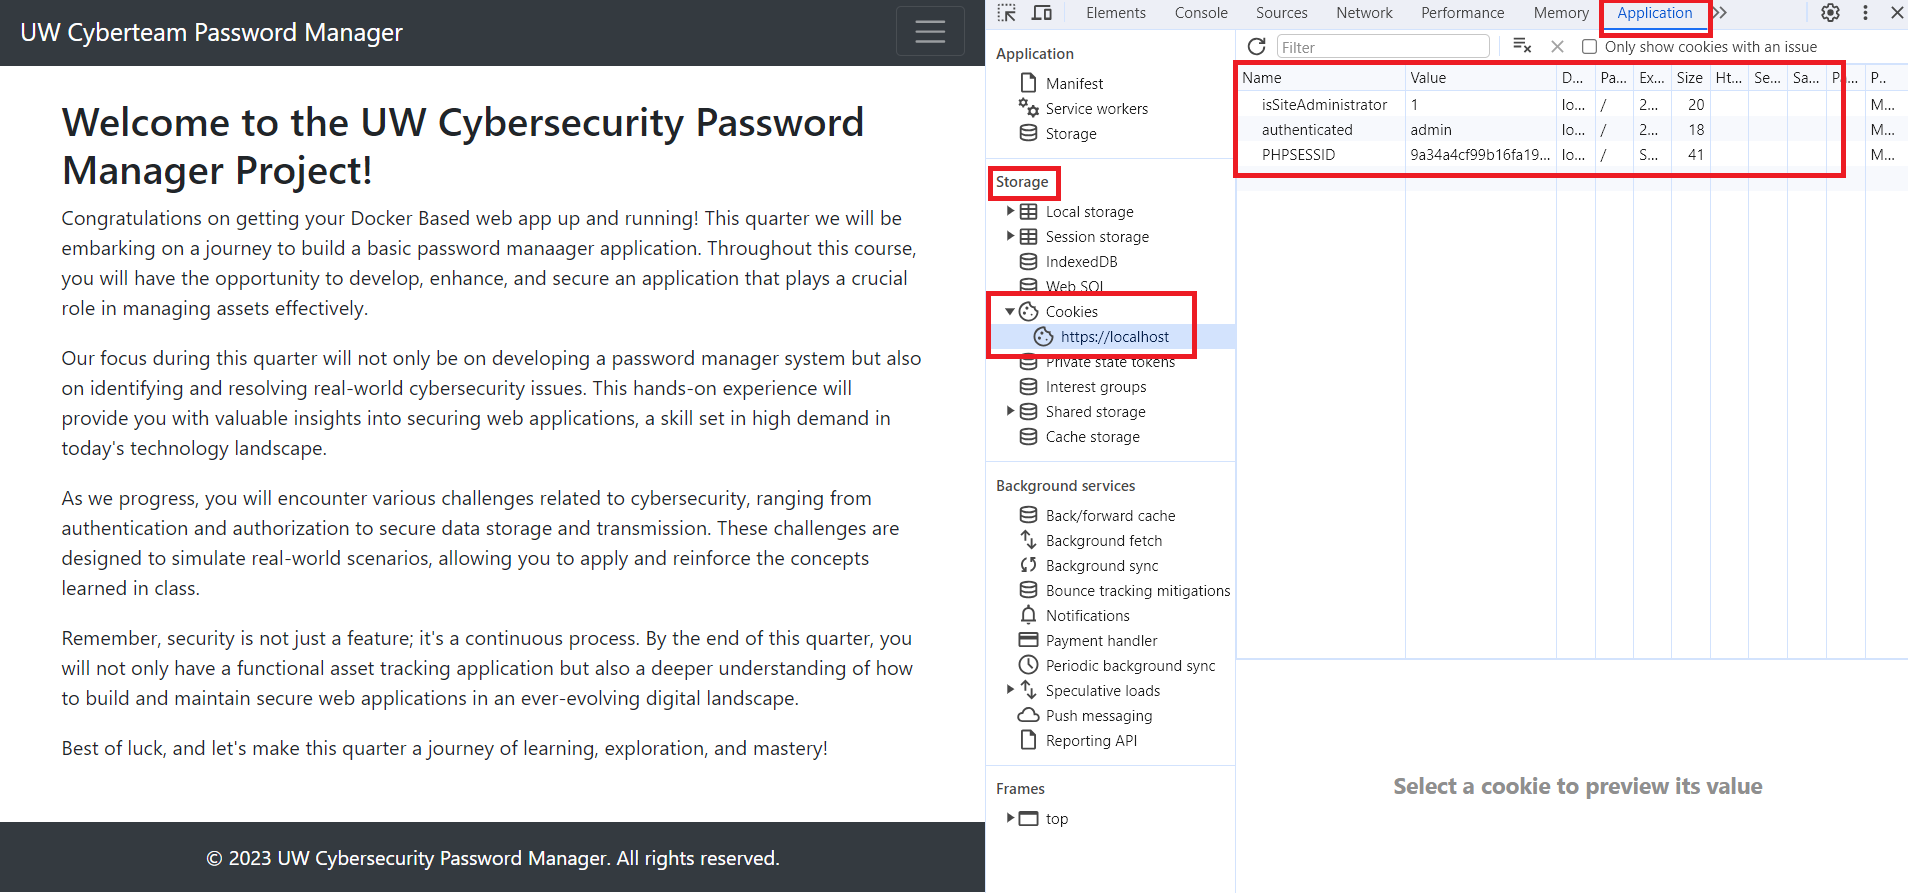 UW Cyberteam Password Manager
Welcome to the UW Cybersecurity Password
Manager Project!
Congratulations on getting your Docker Based web app up and running! This quarter we will be
embarking on a journey to build a basic password manaager application. Throughout this course,
you will have the opportunity to develop, enhance, and secure an application that plays a crucial
role in managing assets effectively.
Our focus during this quarter will not only be on developing a password manager system but also
on identifying and resolving real-world cybersecurity issues. This hands-on experience will
provide you with valuable insights into securing web applications, a skill set in high demand in
today's technology landscape.
As we progress, you will encounter various challenges related to cybersecurity, ranging from
authentication and authorization to secure data storage and transmission. These challenges are
designed to simulate real-world scenarios, allowing you to apply and reinforce the concepts
learned in class.
Remember, security is not just a feature; it's a continuous process. By the end of this quarter, you
will not only have a functional asset tracking application but also a deeper understanding of how
to build and maintain secure web applications in an ever-evolving digital landscape.
Best of luck, and let's make this quarter a journey of learning, exploration, and mastery!
© 2023 UW Cybersecurity Password Manager. All rights reserved.
Elements Console Sources Network Performance Memory Application
Application
Manifest
Service workers
Storage
Storage
Local storage
Session storage
IndexedDB
Web SQL
Cookies
https://localhost
Private state tokens
Interest groups
Shared storage
Cache storage
Background services
Back/forward cache
Background fetch
Background sync
Bounce tracking mitigations
Notifications
Payment handler
Periodic background sync
Speculative loads
Push messaging
Reporting API
Frames
top
Filter Only show cookies with an issue
Name Value D... Pa... Ex... Size Ht... Se... Sa... Pa... P..
isSiteAdministrator 1 lo... / 2... 20 M...
authenticated admin lo... / 2... 18 M...
PHPSESSID 9a34a4cf99b16fa19... lo... / S... 41 M...
Select a cookie to preview its value